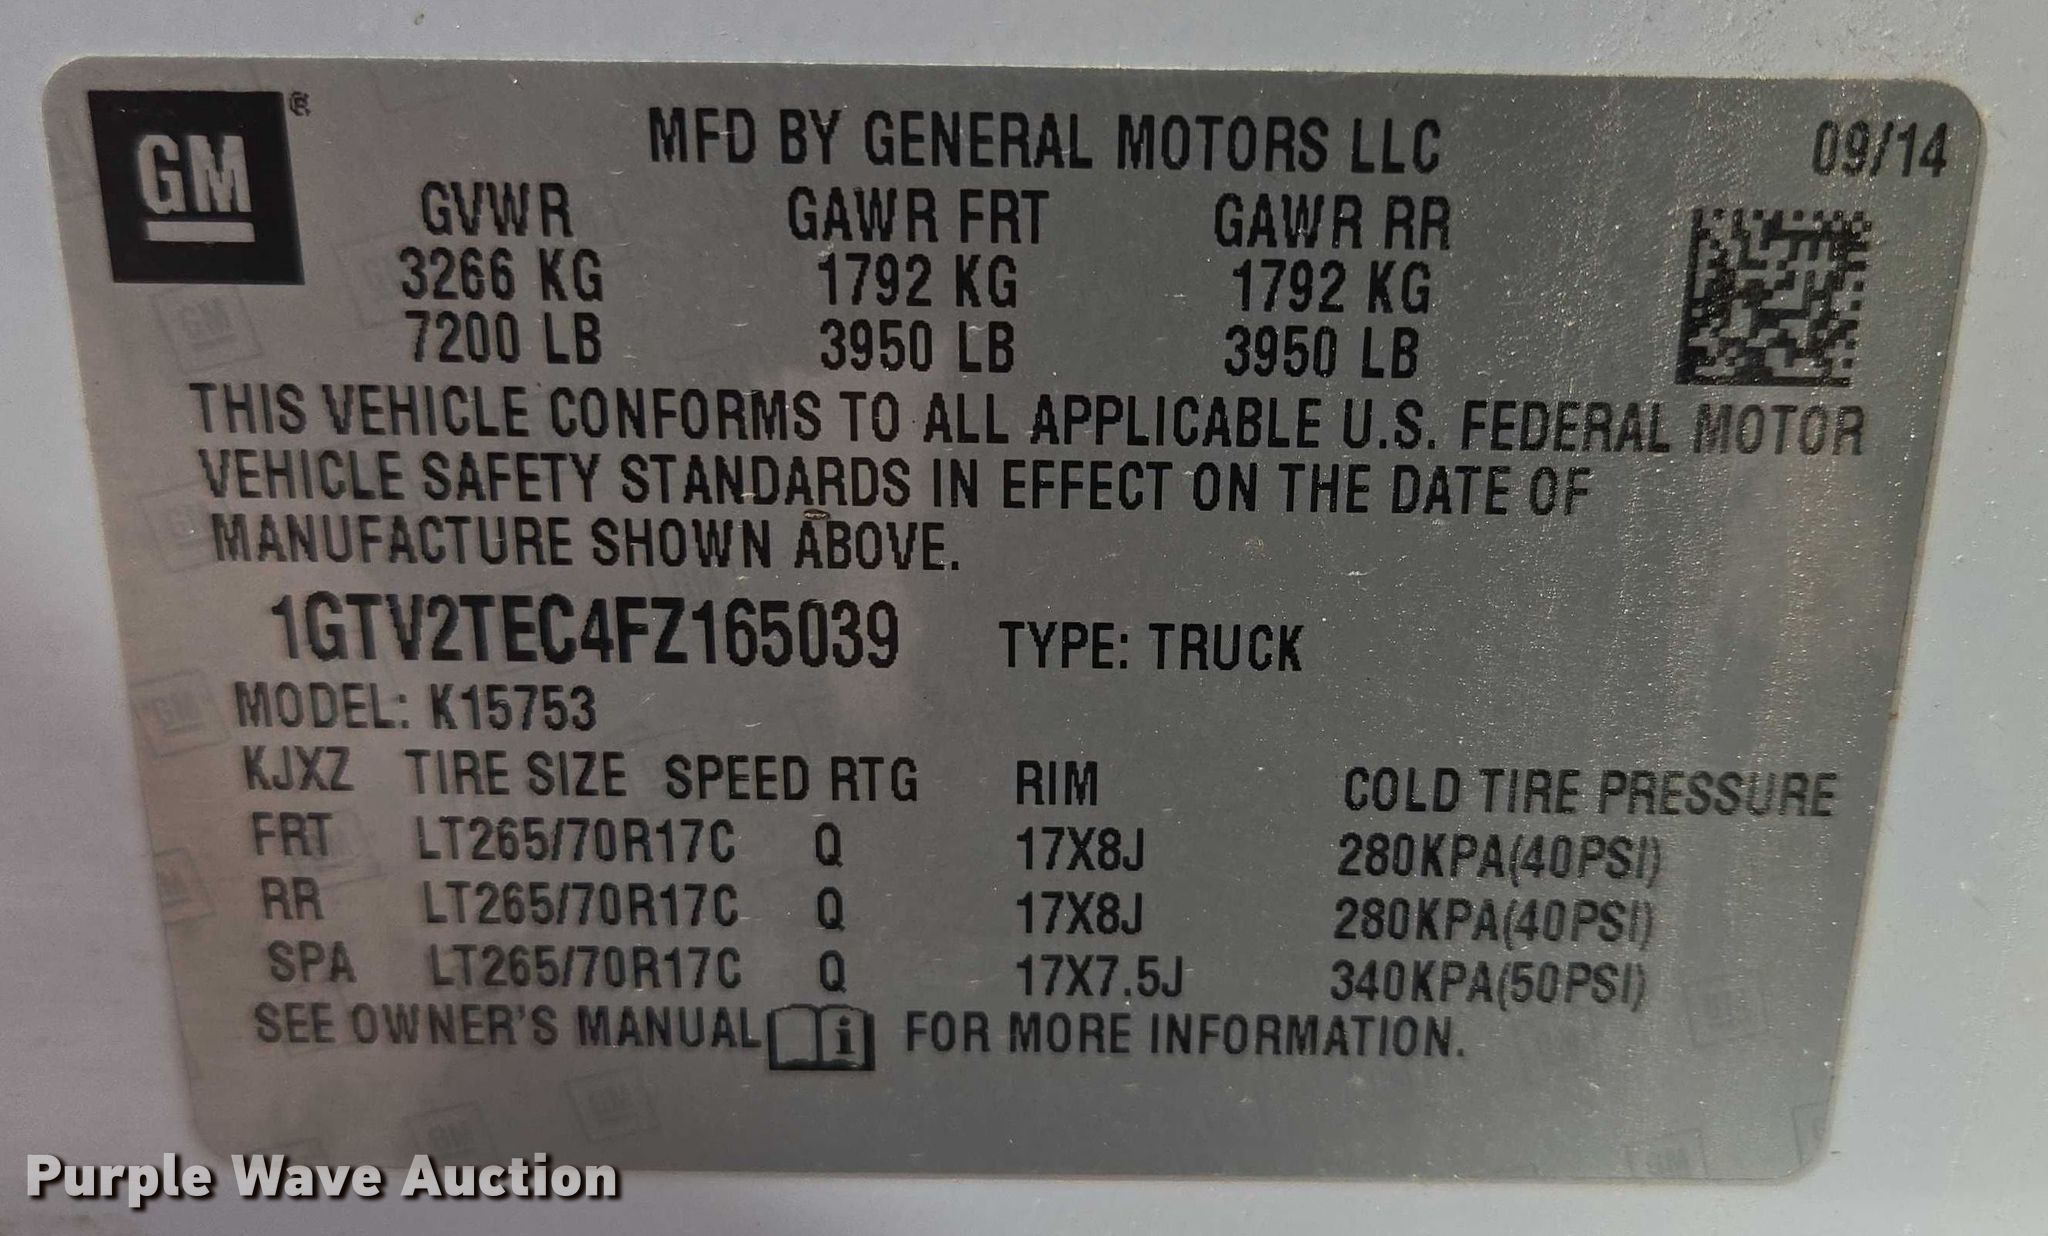 GM®
MFD BY GENERAL MOTORS LLC 09/14
GVWR GAWR FRT GAWR RR
3266 KG 1792 KG 1792 KG
7200 LB 3950 LB 3950 LB
THIS VEHICLE CONFORMS TO ALL APPLICABLE U.S. FEDERAL MOTOR
VEHICLE SAFETY STANDARDS IN EFFECT ON THE DATE OF
MANUFACTURE SHOWN ABOVE.
1GTV2TEC4FZ165039 TYPE: TRUCK
MODEL: K15753
KJXZ TIRE SIZE SPEED RTG RIM COLD TIRE PRESSURE
FRT LT265/70R17C Q 17X8J 280KPA(40PSI)
RR LT265/70R17C Q 17X8J 280KPA(40PSI)
SPA LT265/70R17C Q 17X7.5J 340KPA(50PSI)
SEE OWNER'S MANUAL i FOR MORE INFORMATION.
Purple Wave Auction